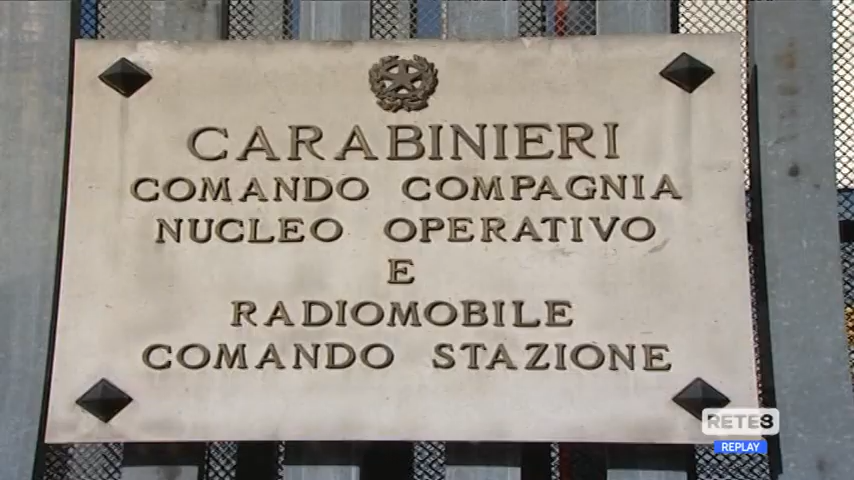 CARABINIERI
COMANDO COMPAGNIA
NUCLEO OPERATIVO
E
RADIOMOBILE
COMANDO STAZIONE
RETE8
REPLAY